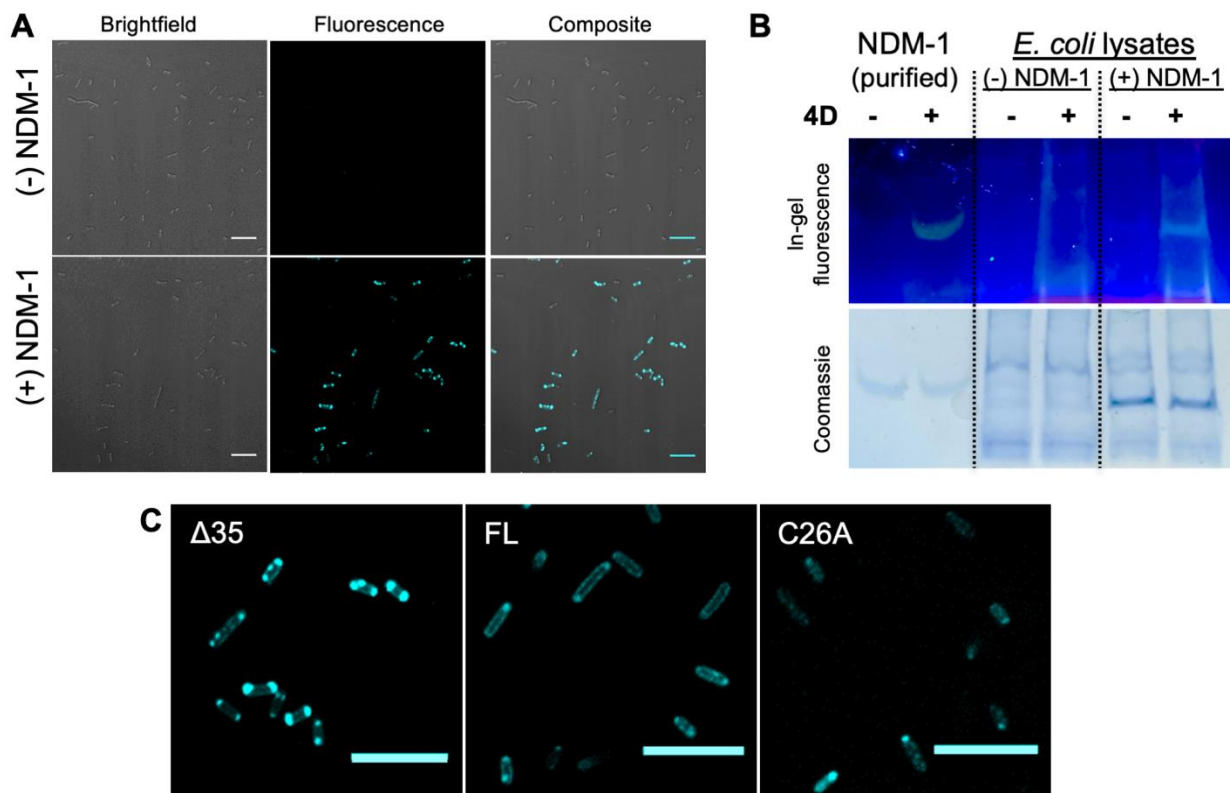 A
Brightfield
Fluorescence
Composite
(-) NDM-1
(+) NDM-1
B
NDM-1
(purified)
E. coli lysates
(-) NDM-1
(+) NDM-1
4D
-
+
-
+
-
+
In-gel
fluorescence
Coomassie
C
Δ35
FL
C26A